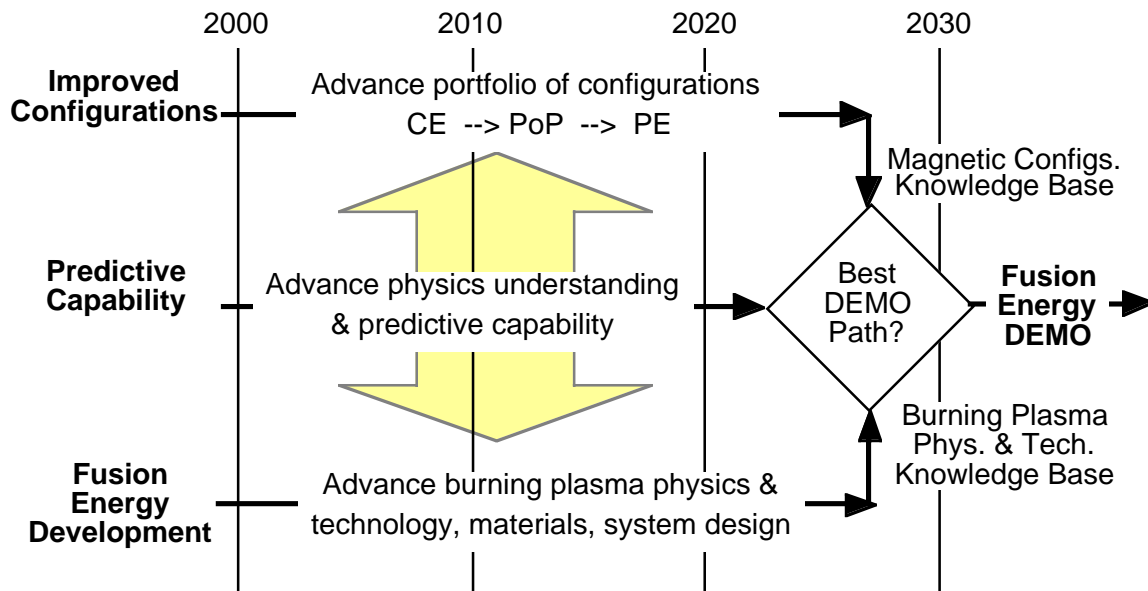 2000 2010 2020 2030
Improved
Configurations
Advance portfolio of configurations
CE --> PoP --> PE
Magnetic Configs.
Knowledge Base
Predictive
Capability
Advance physics understanding
& predictive capability
Best
DEMO
Path?
Fusion
Energy
DEMO
Burning Plasma
Phys. & Tech.
Knowledge Base
Fusion
Energy
Development
Advance burning plasma physics &
technology, materials, system design